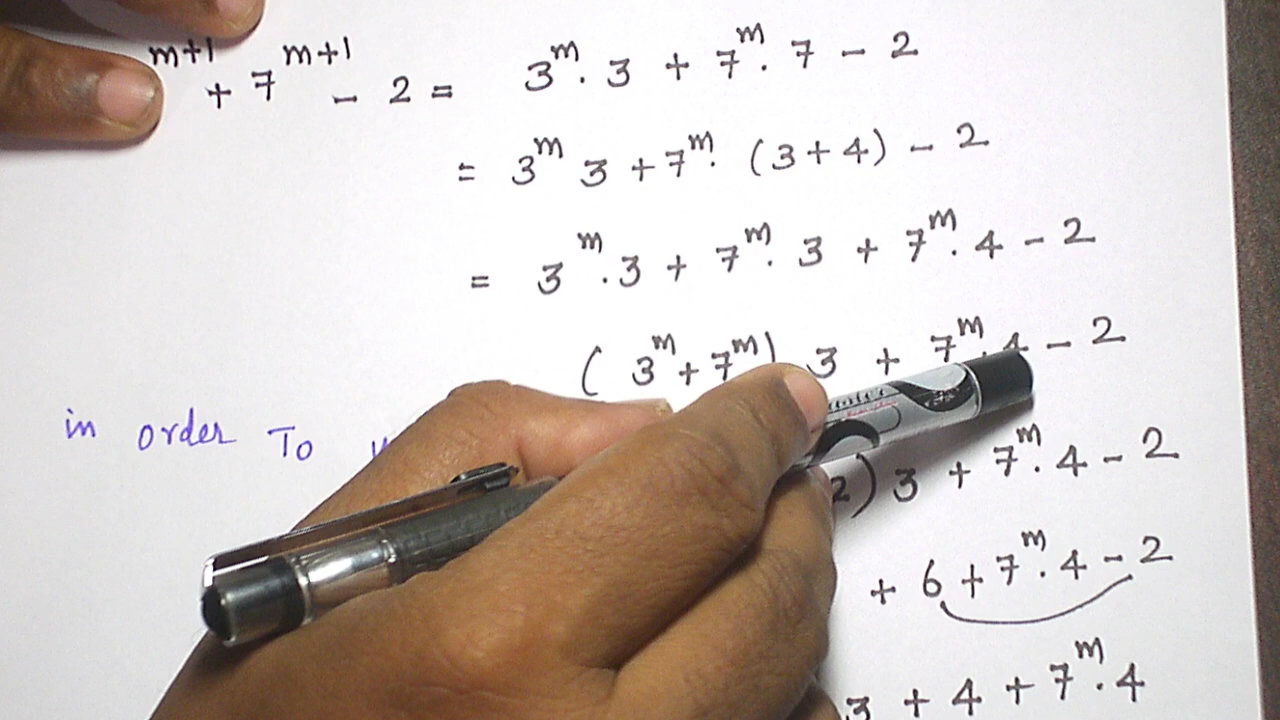 m+1 + 7^{m+1} - 2 = 3^m . 3 + 7^m . 7 - 2
= 3^m 3 + 7^m . (3+4) - 2
= 3^m . 3 + 7^m . 3 + 7^m . 4 - 2
( 3^m + 7^m ) 3 + 7^m . 4 - 2
in order To
2) 3 + 7^m . 4 - 2
+ 6 + 7^m . 4 - 2
3 + 4 + 7^m . 4